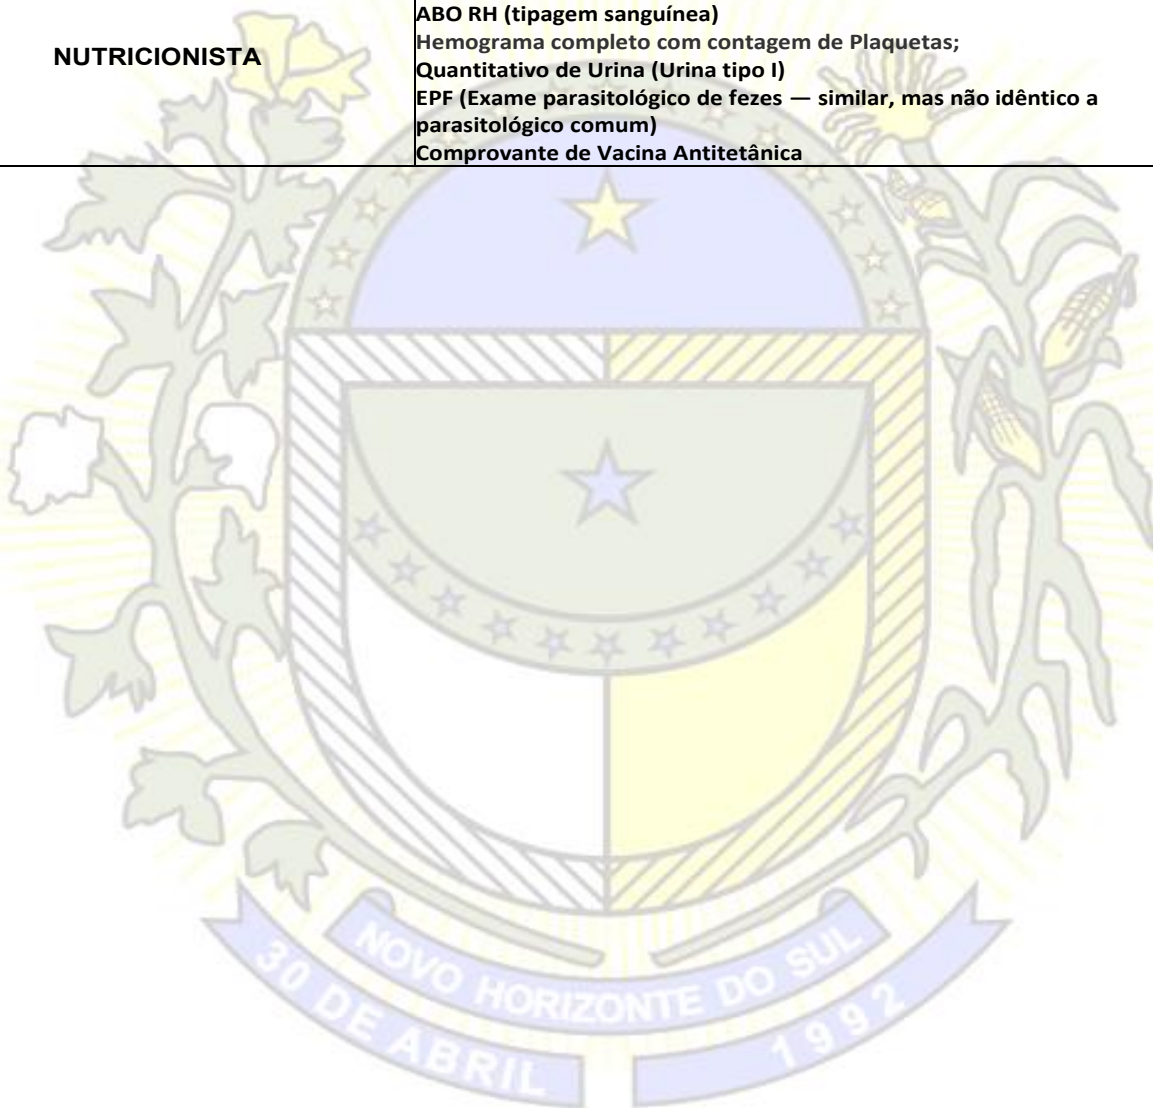 ABO RH (tipagem sanguínea)
NUTRICIONISTA
Hemograma completo com contagem de Plaquetas;
Quantitativo de Urina (Urina tipo I)
EPF (Exame parasitológico de fezes — similar, mas não idêntico a
parasitológico comum)
Comprovante de Vacina Antitetânica
NOVO HORIZONTE DO SUL
30 DE ABRIL
1992